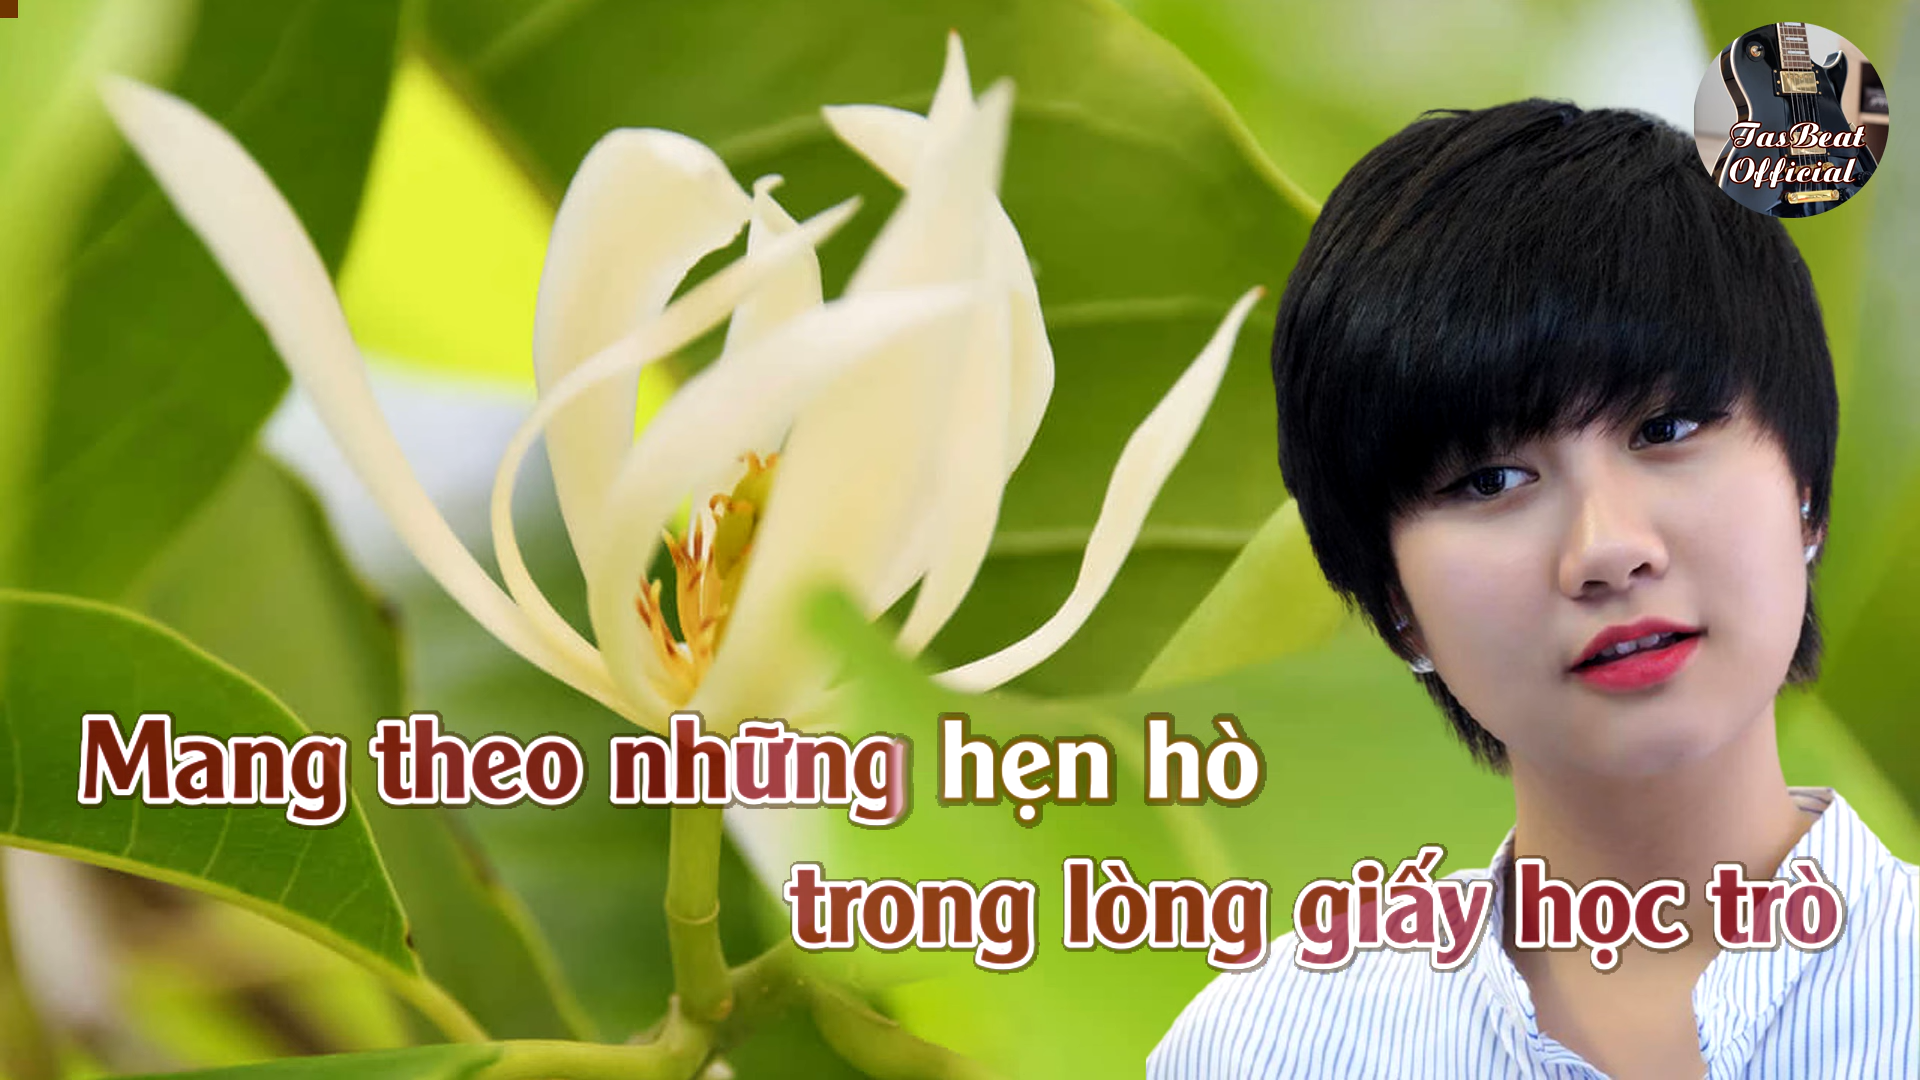 TasBeat
Official
Mang theo những hẹn hò
trong lòng giấy học trò